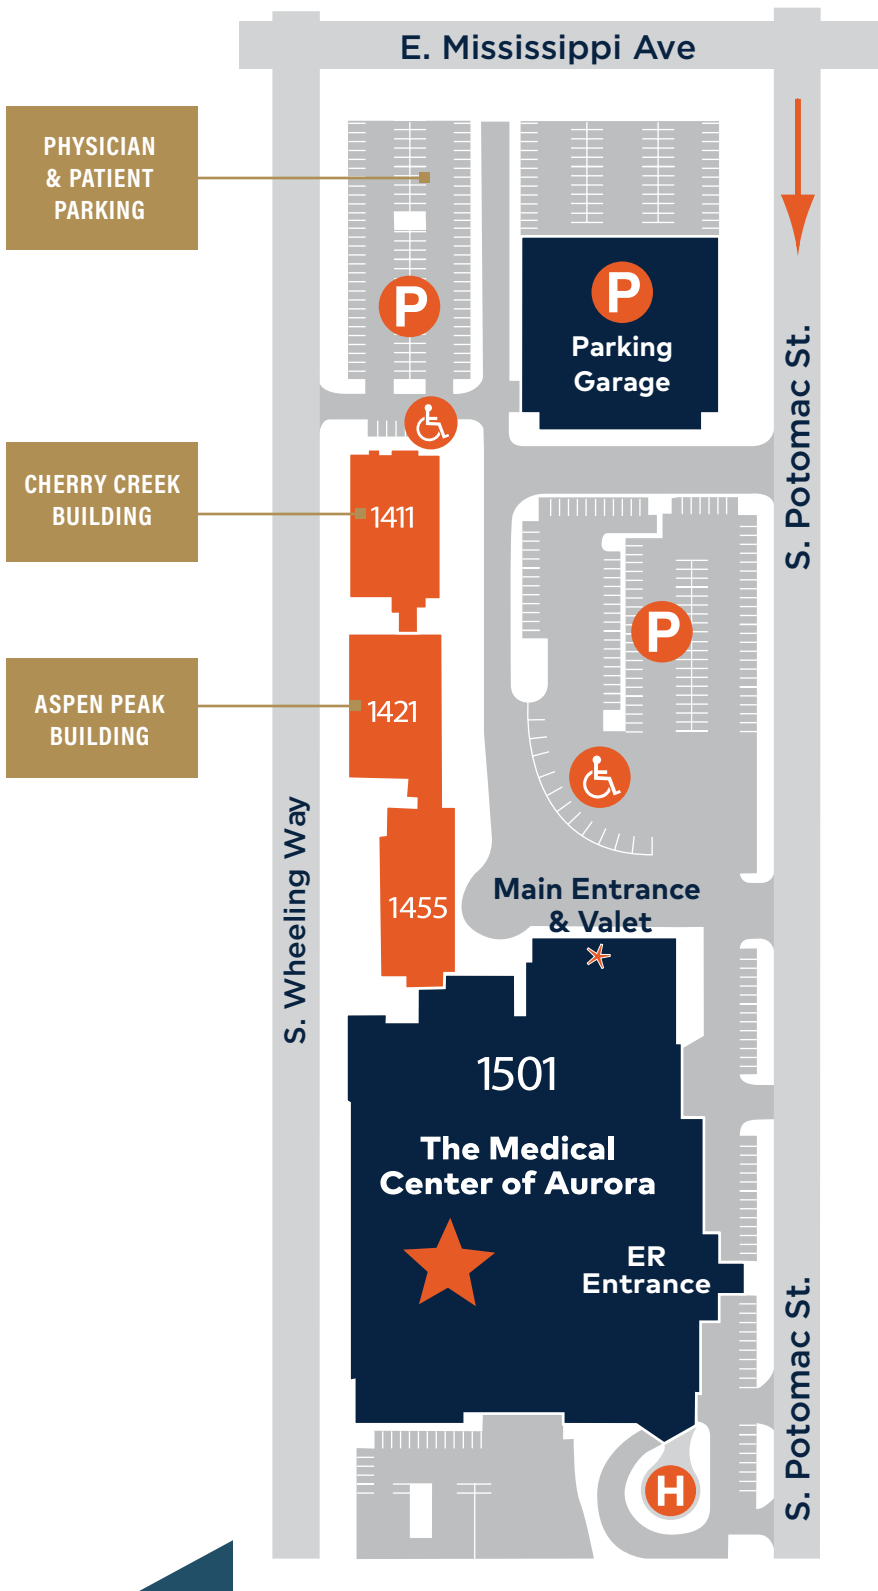 E. Mississippi Ave
PHYSICIAN
& PATIENT
PARKING
P
P
Parking
Garage
S. Potomac St.
CHERRY CREEK
BUILDING
1411
P
ASPEN PEAK
BUILDING
1421
S. Wheeling Way
1455
Main Entrance
& Valet
1501
The Medical
Center of Aurora
ER
Entrance
S. Potomac St.
H